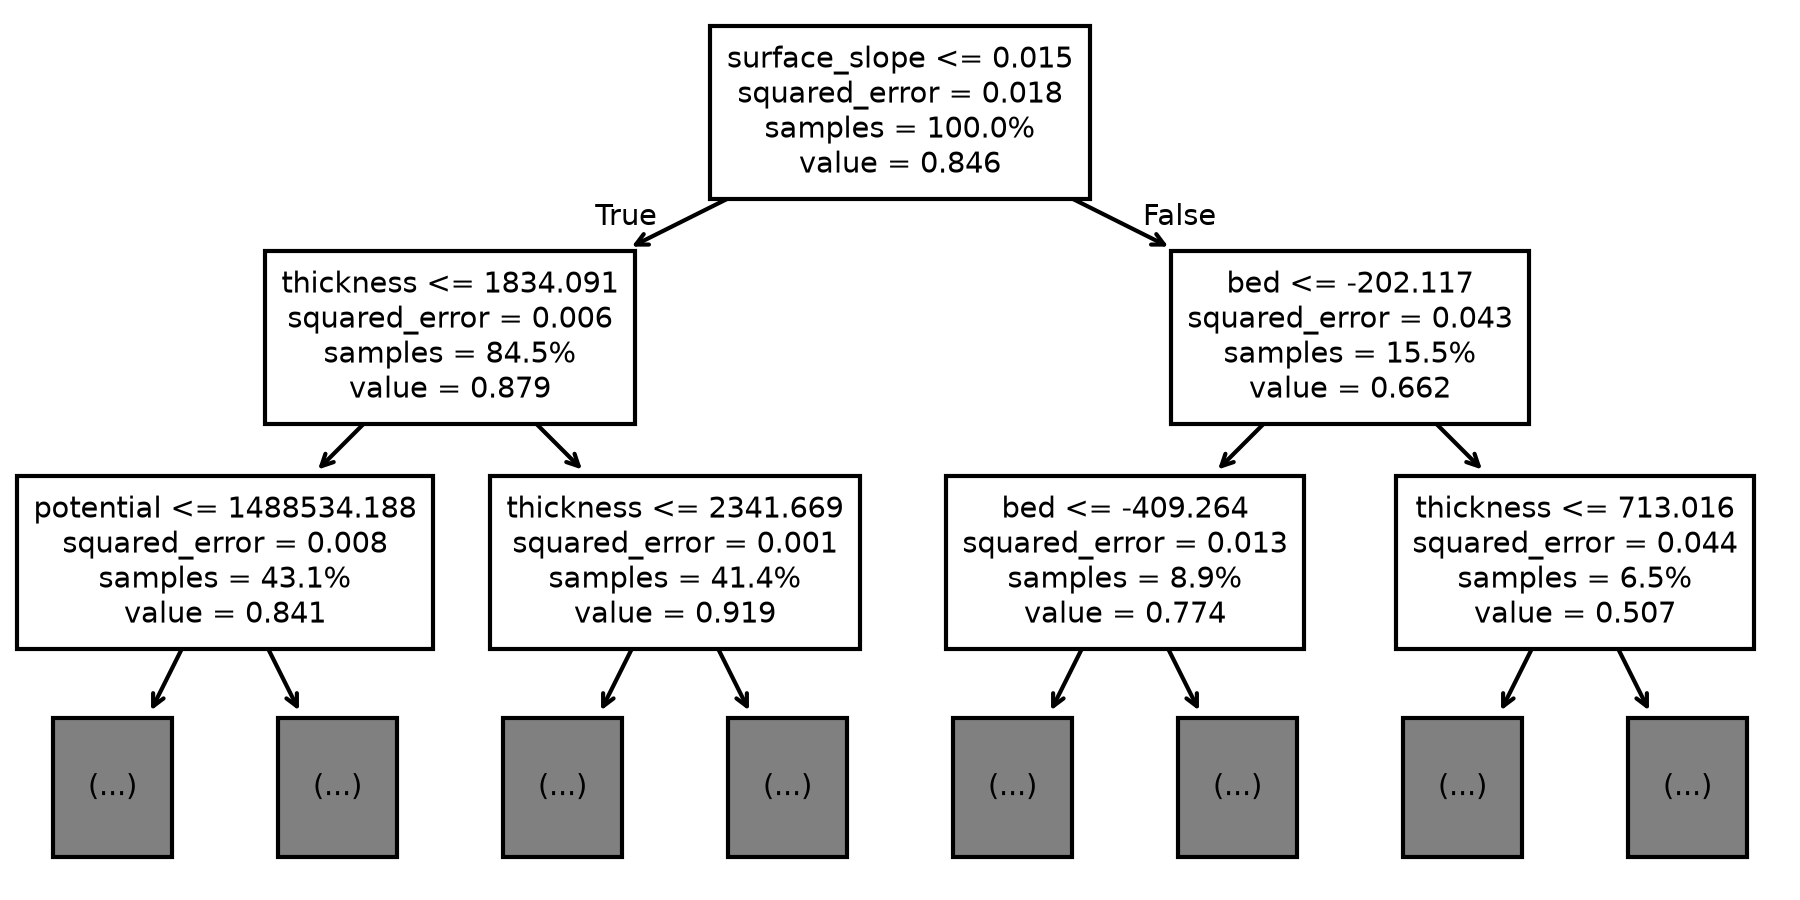 surface_slope <= 0.015
squared_error = 0.018
samples = 100.0%
value = 0.846
True
False
thickness <= 1834.091
squared_error = 0.006
samples = 84.5%
value = 0.879
bed <= -202.117
squared_error = 0.043
samples = 15.5%
value = 0.662
potential <= 1488534.188
squared_error = 0.008
samples = 43.1%
value = 0.841
thickness <= 2341.669
squared_error = 0.001
samples = 41.4%
value = 0.919
bed <= -409.264
squared_error = 0.013
samples = 8.9%
value = 0.774
thickness <= 713.016
squared_error = 0.044
samples = 6.5%
value = 0.507
(...)
(...)
(...)
(...)
(...)
(...)
(...)
(...)